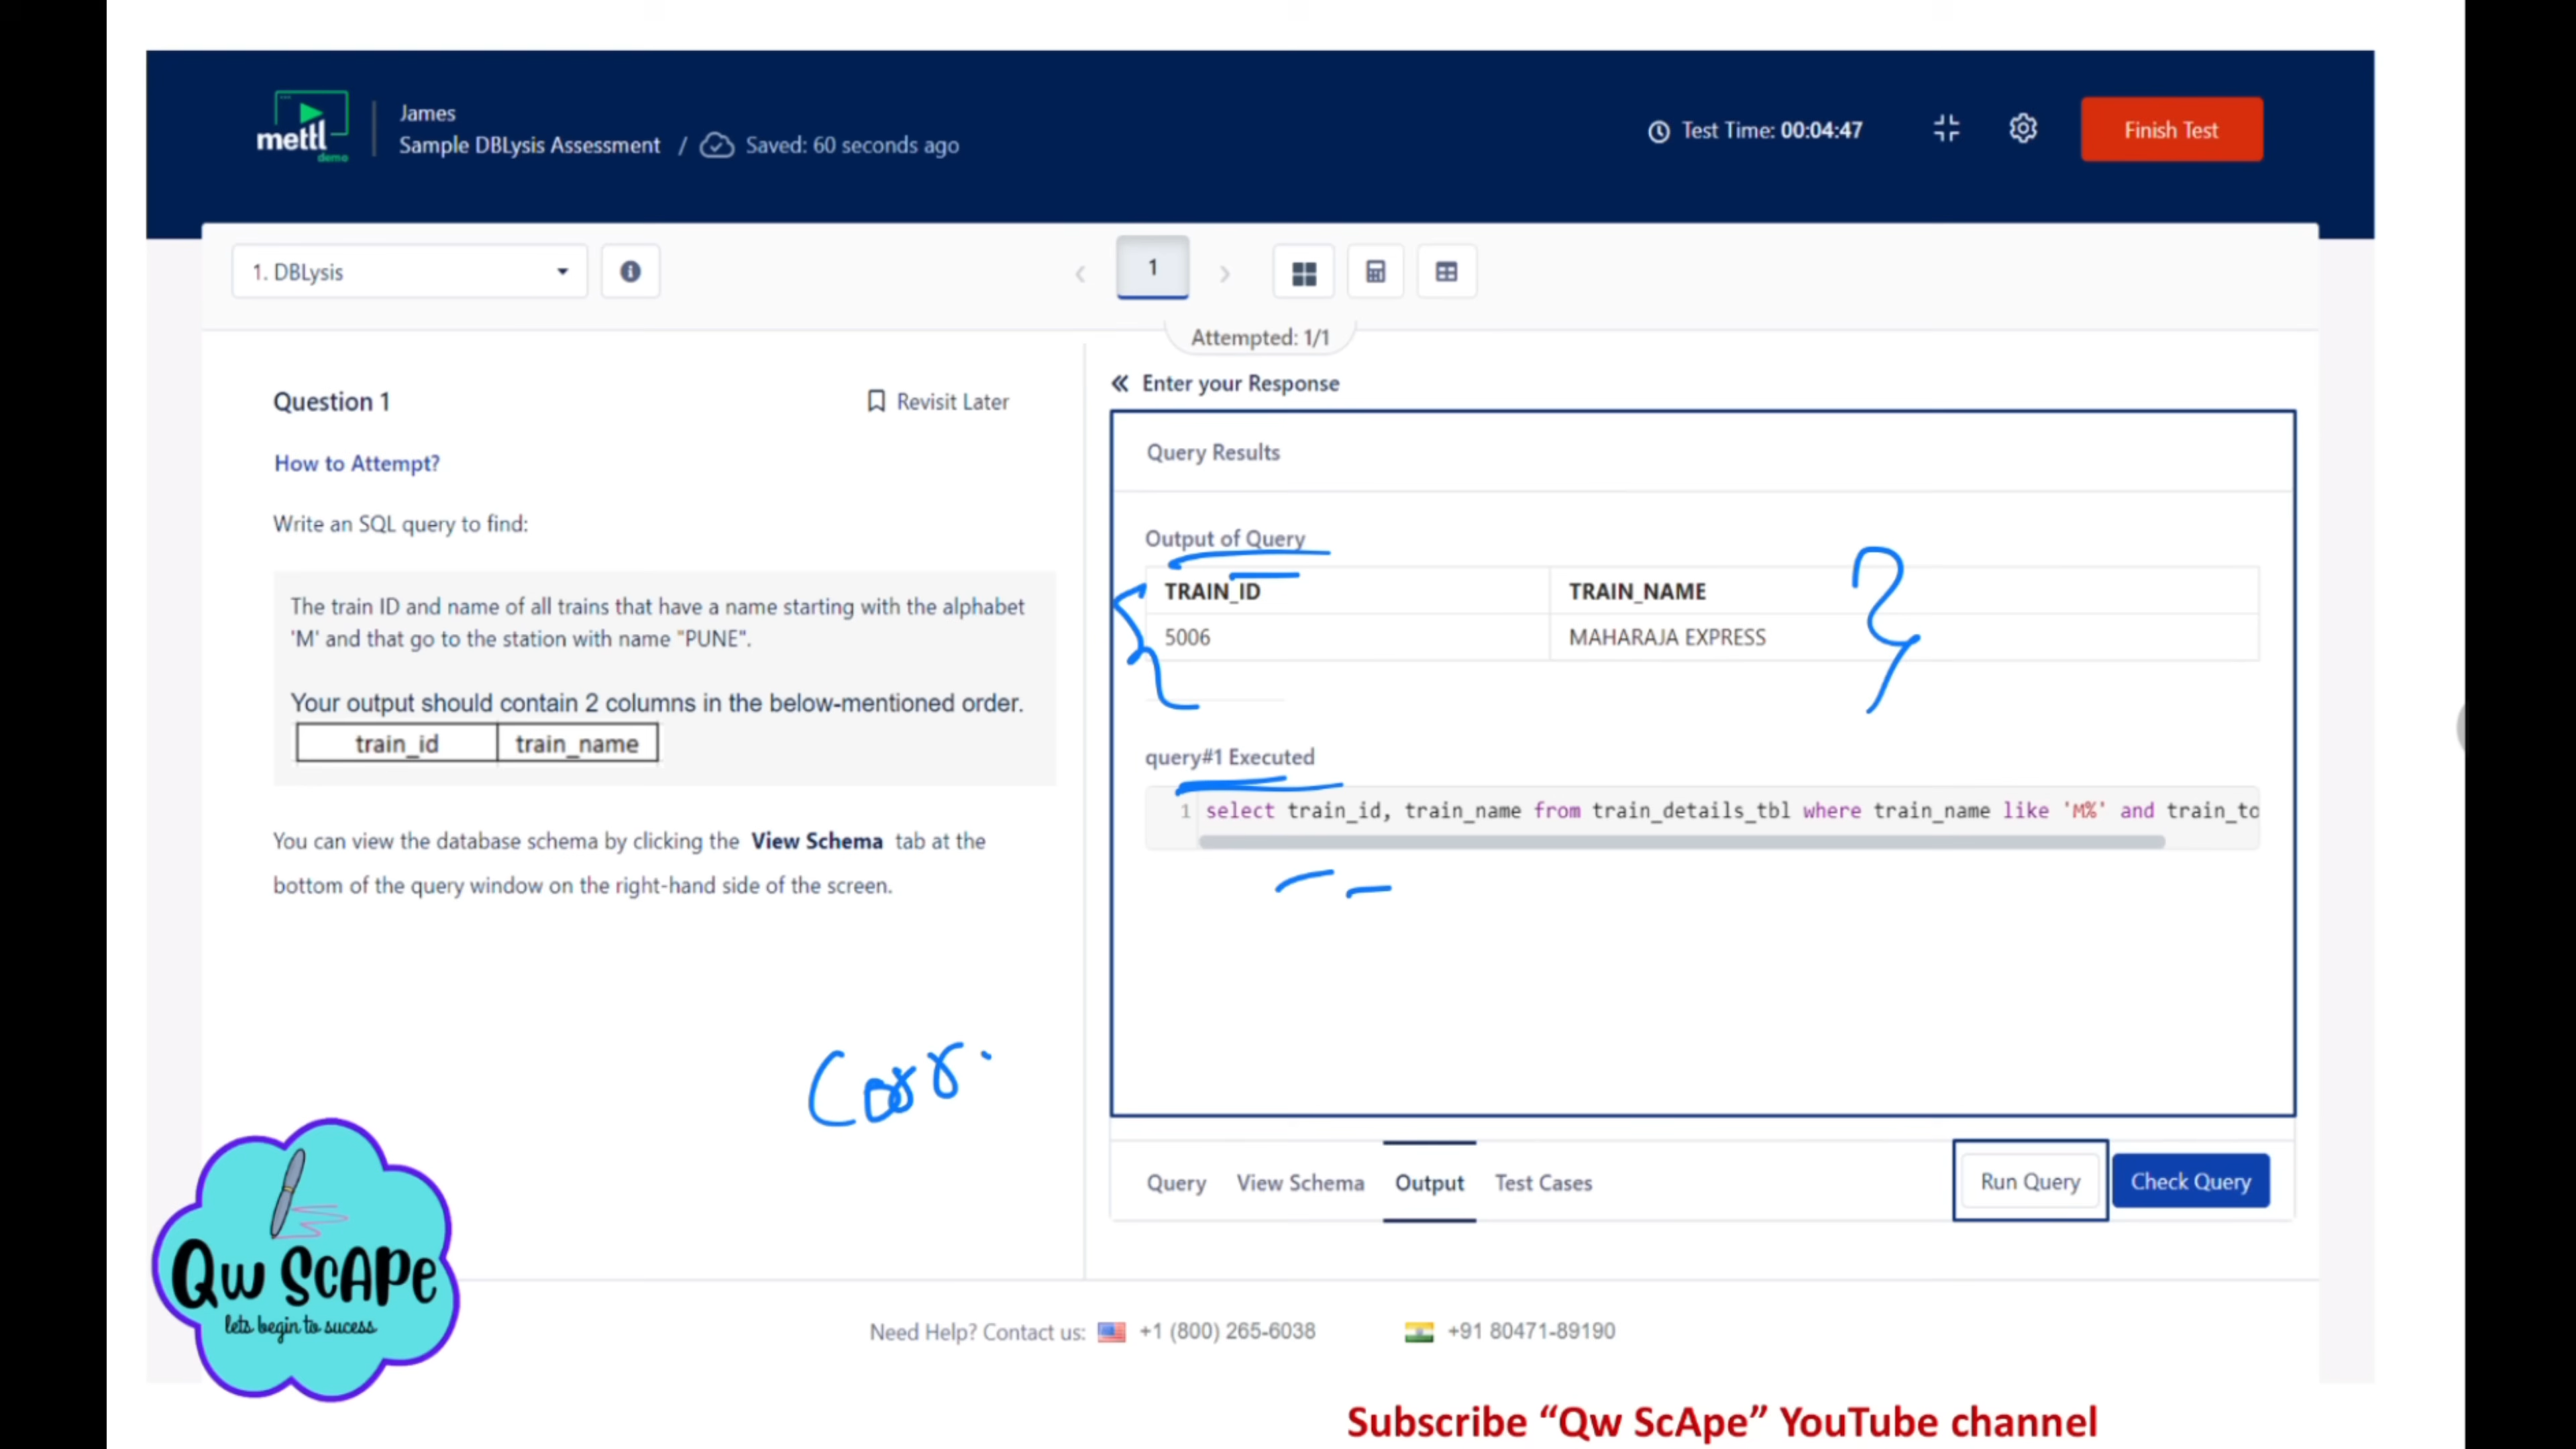 mettl
demo
James
Sample DBLysis Assessment / Saved: 60 seconds ago
Test Time: 00:04:47
Finish Test
1. DBLysis
1
Attempted: 1/1
Question 1
Revisit Later
How to Attempt?
Write an SQL query to find:
The train ID and name of all trains that have a name starting with the alphabet
'M' and that go to the station with name "PUNE".
Your output should contain 2 columns in the below-mentioned order.
train_id train_name
You can view the database schema by clicking the View Schema tab at the
bottom of the query window on the right-hand side of the screen.
Corr
Enter your Response
Query Results
Output of Query
TRAIN_ID TRAIN_NAME
5006 MAHARAJA EXPRESS
query#1 Executed
1 select train_id, train_name from train_details_tbl where train_name like 'M%' and train_to
Query View Schema Output Test Cases
Run Query Check Query
Qw ScAPe
lets begin to sucess
Need Help? Contact us: +1 (800) 265-6038 +91 80471-89190
Subscribe “Qw ScApe” YouTube channel